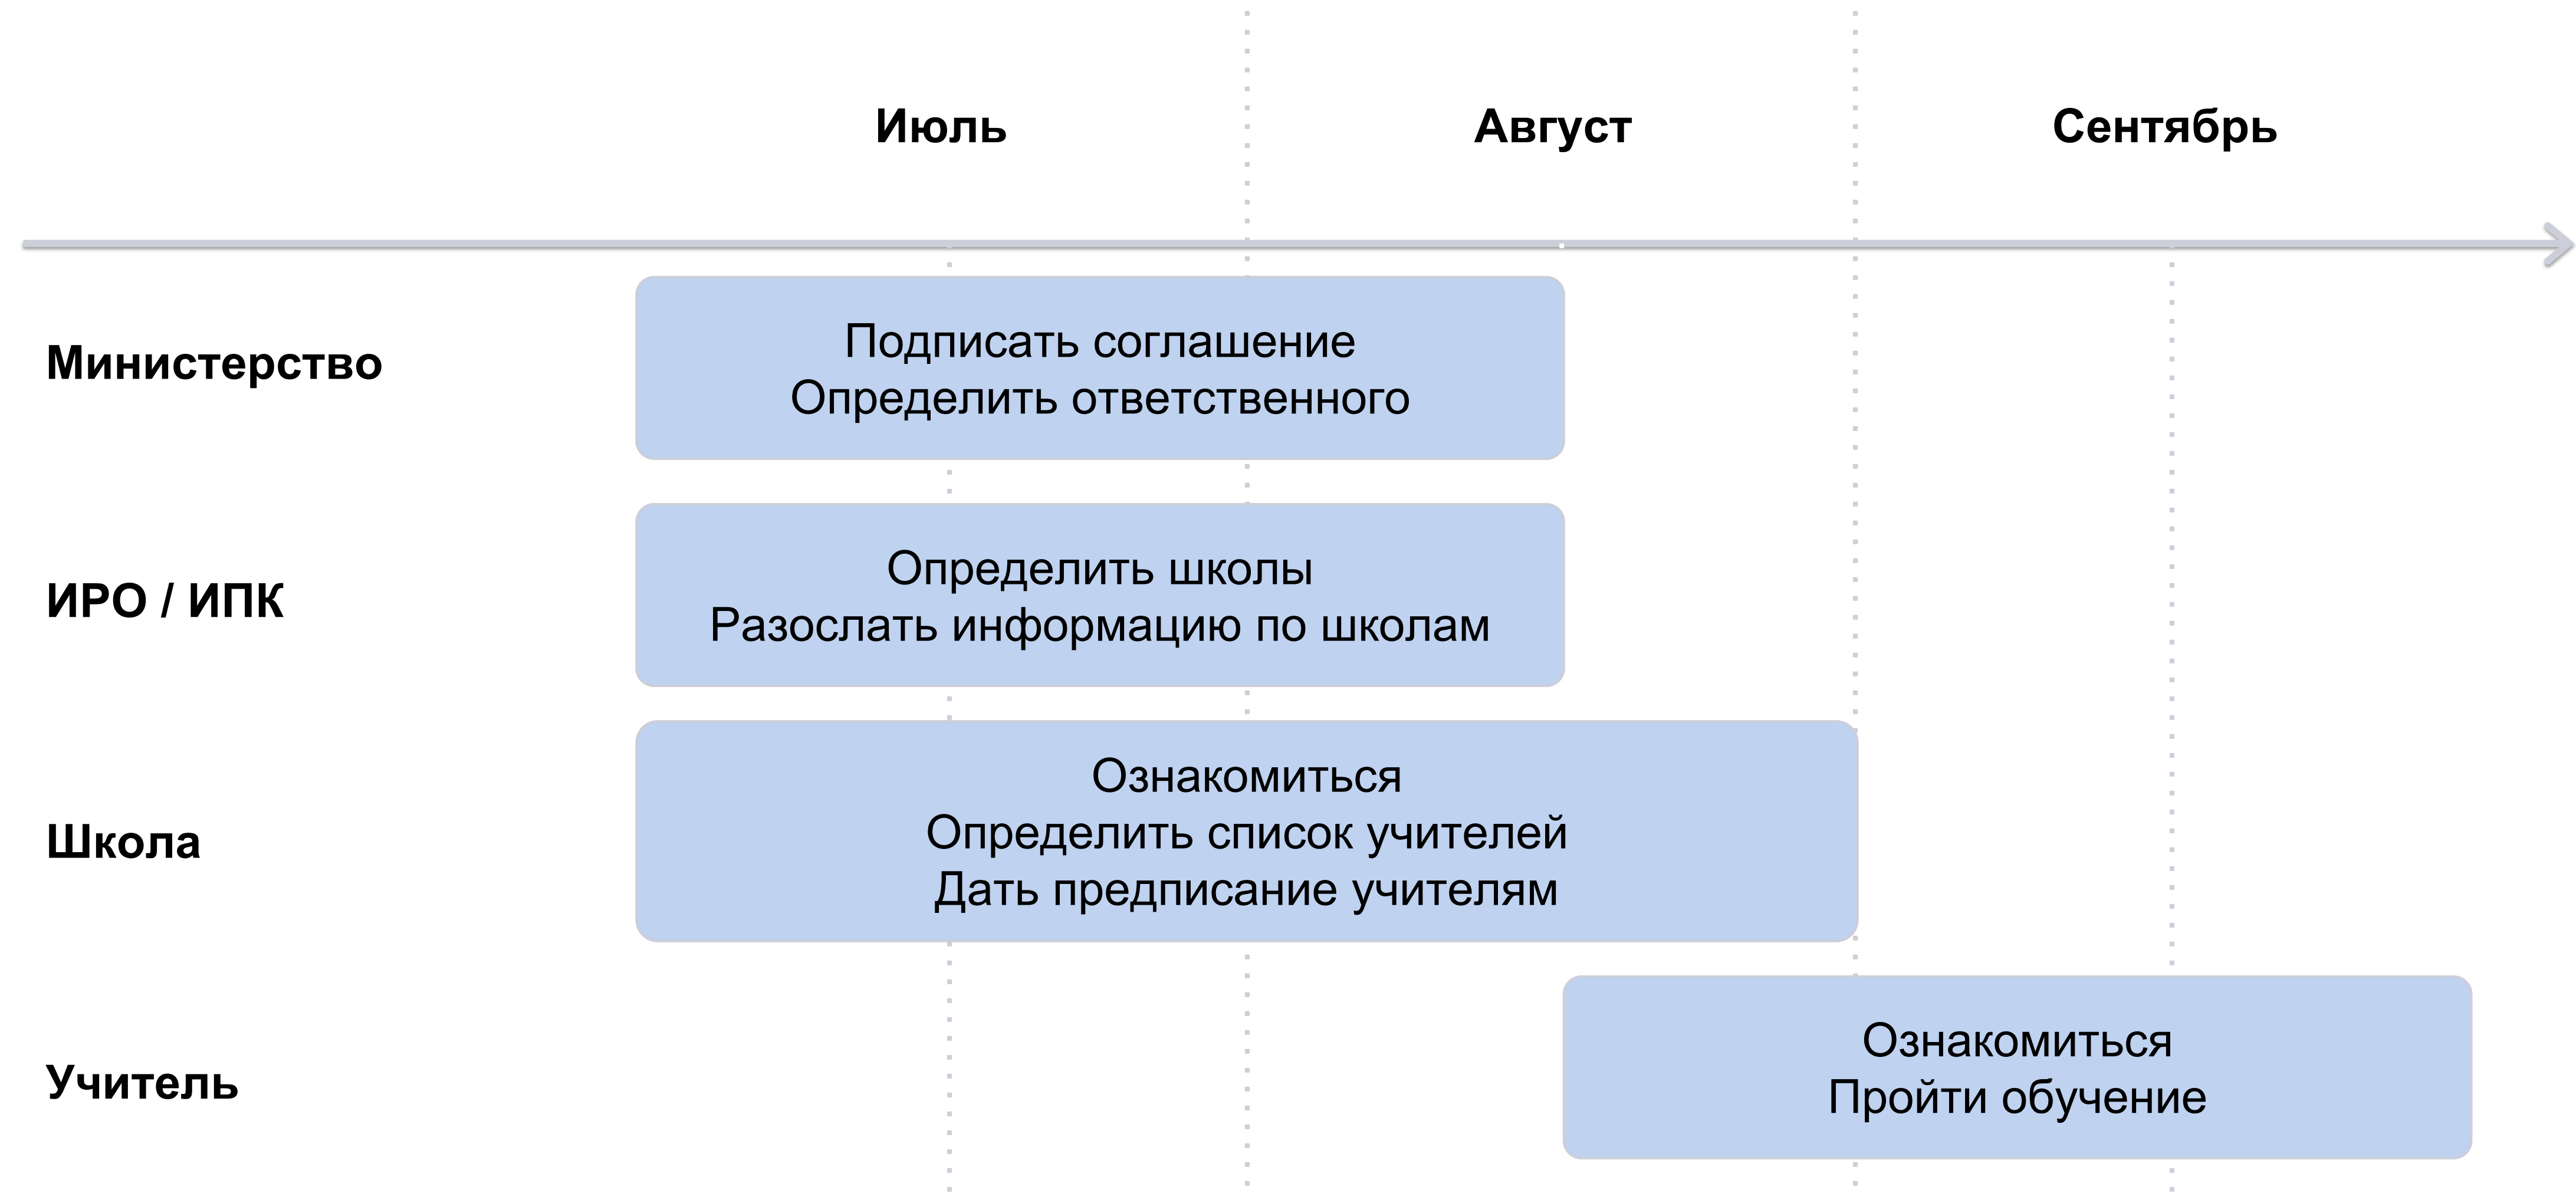 Июль
Август
Сентябрь
Министерство
Подписать соглашение
Определить ответственного
ИРО / ИПК
Определить школы
Разослать информацию по школам
Школа
Ознакомиться
Определить список учителей
Дать предписание учителям
Учитель
Ознакомиться
Пройти обучение